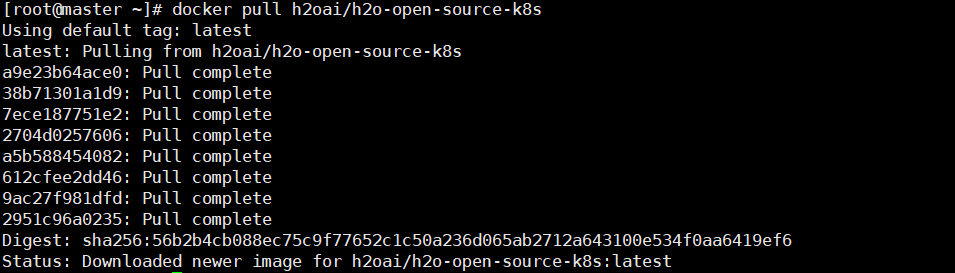 [root@master ~]# docker pull h2oai/h2o-open-source-k8s
Using default tag: latest
latest: Pulling from h2oai/h2o-open-source-k8s
a9e23b64ace0: Pull complete
38b71301a1d9: Pull complete
7ece187751e2: Pull complete
2704d0257606: Pull complete
a5b588454082: Pull complete
612cfee2dd46: Pull complete
9ac27f981dfd: Pull complete
2951c96a0235: Pull complete
Digest: sha256:56b2b4cb088ec75c9f77652c1c50a236d065ab2712a643100e534f0aa6419ef6
Status: Downloaded newer image for h2oai/h2o-open-source-k8s:latest